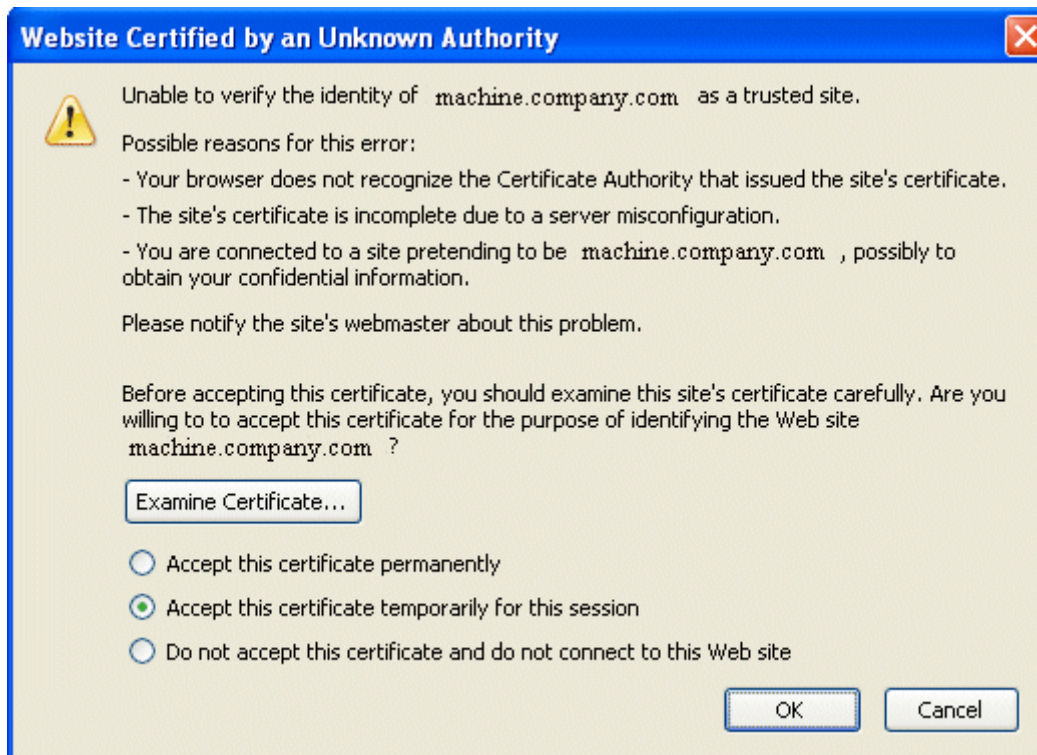 Website Certified by an Unknown Authority
Unable to verify the identity of machine.company.com as a trusted site.
Possible reasons for this error:
- Your browser does not recognize the Certificate Authority that issued the site's certificate.
- The site's certificate is incomplete due to a server misconfiguration.
- You are connected to a site pretending to be machine.company.com , possibly to
obtain your confidential information.
Please notify the site's webmaster about this problem.
Before accepting this certificate, you should examine this site's certificate carefully. Are you
willing to to accept this certificate for the purpose of identifying the Web site
machine.company.com ?
Examine Certificate...
Accept this certificate permanently
Accept this certificate temporarily for this session
Do not accept this certificate and do not connect to this Web site
OK Cancel